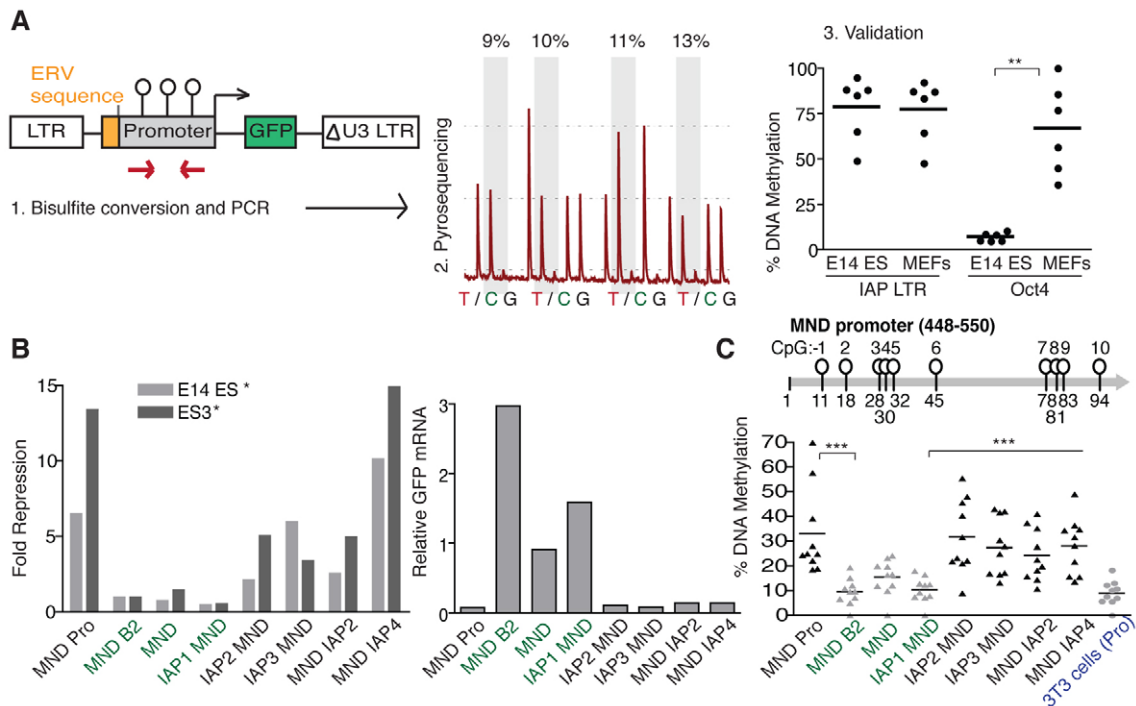 A
ERV
sequence
LTR
Promoter
GFP
ΔU3 LTR
1. Bisulfite conversion and PCR
2. Pyrosequencing
9% 10% 11% 13%
T / C G T / C G T / C G T / C G
3. Validation
% DNA Methylation
100
75
50
25
0
**
E14 ES MEFs E14 ES MEFs
IAP LTR Oct4
B
Fold Repression
15
10
5
0
E14 ES *
ES3*
MND Pro
MND B2
MND
IAP1 MND
IAP2 MND
IAP3 MND
MND IAP2
MND IAP4
Relative GFP mRNA
3
2
1
0
MND Pro
MND B2
MND
IAP1 MND
IAP2 MND
IAP3 MND
MND IAP2
MND IAP4
C
MND promoter (448-550)
CpG:-1 2 345 6 789 10
1 11 18 28 32 45 78 83 94
30 81
% DNA Methylation
70
60
50
40
30
20
10
0
***
***
MND Pro
MND B2
MND
IAP1 MND
IAP2 MND
IAP3 MND
MND IAP2
MND IAP4
3T3 cells (Pro)